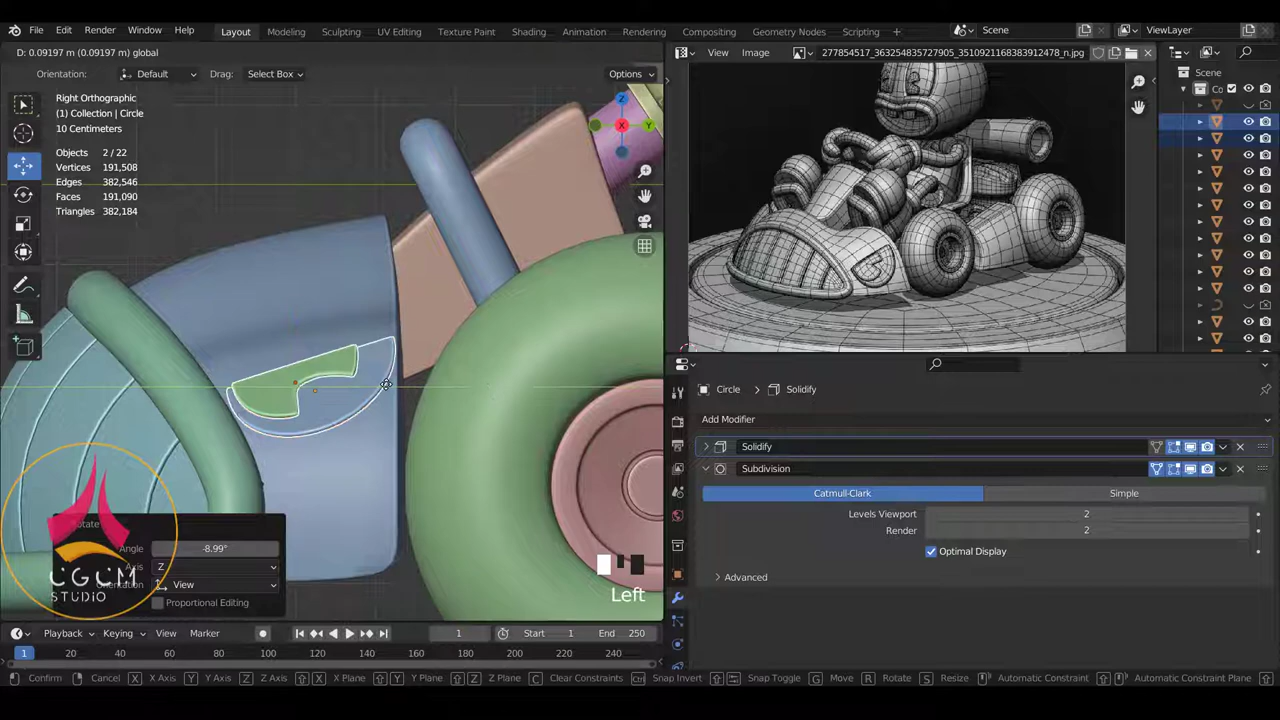 File Edit Render Window Help Layout Modeling Sculpting UV Editing Texture Paint Shading Animation Rendering Compositing Geometry Nodes Scripting Scene ViewLayer
D: 0.09197 m (0.09197 m) global
View Image 277854517_363254835727905_3510921168383912478_n.jpg
Orientation: Default Drag: Select Box Options
Scene
Co
Right Orthographic
(1) Collection | Circle
10 Centimeters
Objects 2 / 22
Vertices 191,508
Edges 382,546
Faces 191,090
Triangles 382,184
Z
Y
X
Circle > Solidify
Add Modifier
Solidify
Subdivision
Catmull-Clark Simple
Levels Viewport 2
Render 2
Optimal Display
Advanced
Angle -8.99°
Axis Z
View
Proportional Editing
UGUM
STUDIO
Left
Playback Keying View Marker 1 Start 1 End 250
1 20 40 60 80 100 120 140 160 180 200 220 240
Confirm Cancel X X Axis Y Y Axis Z Z Axis X X Plane Y Y Plane Z Z Plane C Clear Constraints Ctrl Snap Invert Snap Toggle G Move R Rotate S Resize Automatic Constraint Automatic Constraint Plane